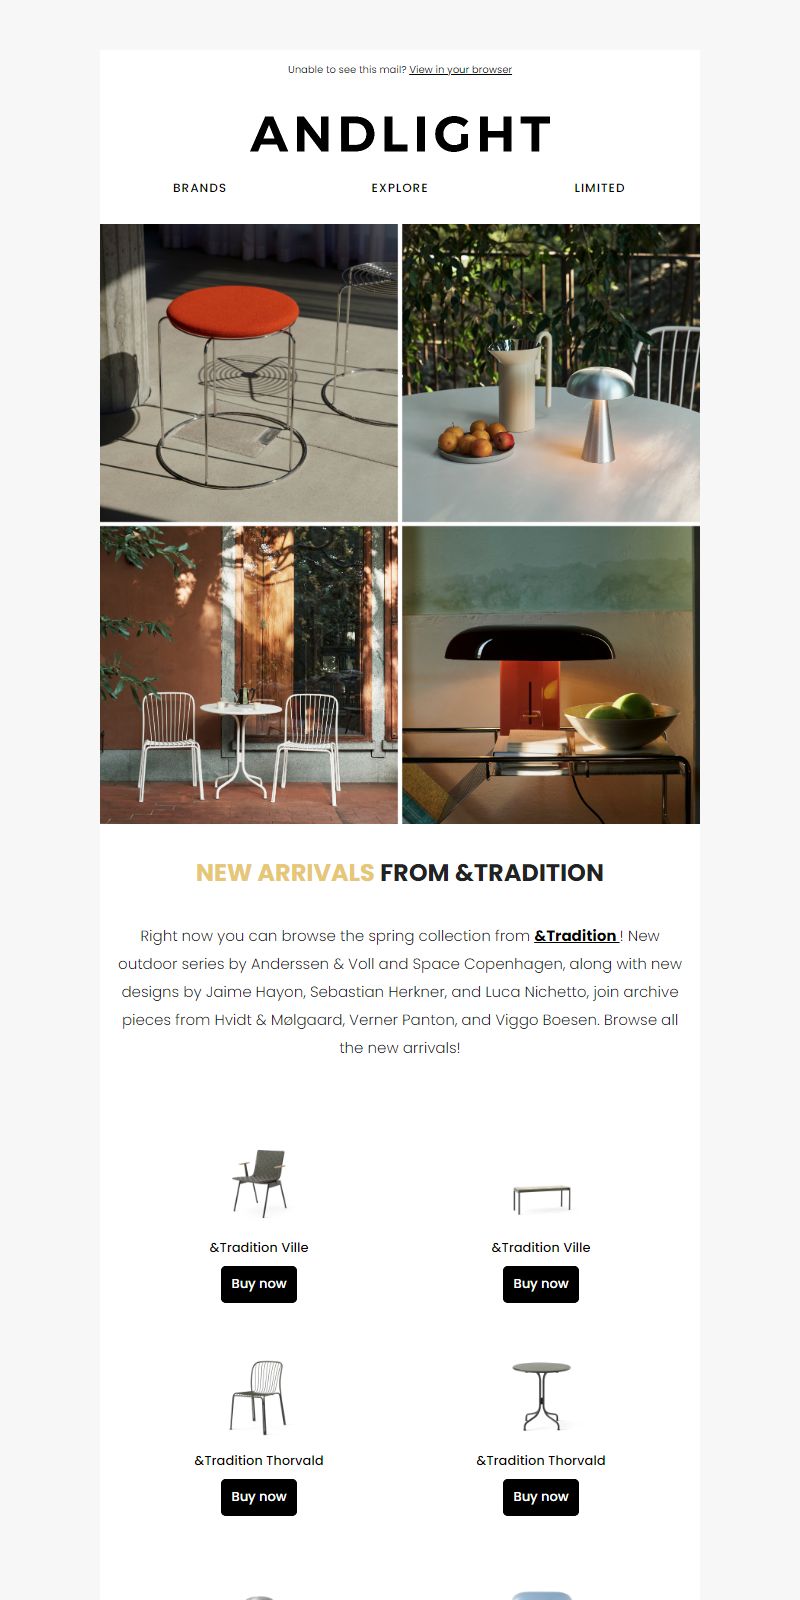 Unable to see this mail? View in your browser
ANDLIGHT
BRANDS EXPLORE LIMITED
NEW ARRIVALS FROM &TRADITION
Right now you can browse the spring collection from &Tradition ! New
outdoor series by Anderssen & Voll and Space Copenhagen, along with new
designs by Jaime Hayon, Sebastian Herkner, and Luca Nichetto, join archive
pieces from Hvidt & Mølgaard, Verner Panton, and Viggo Boesen. Browse all
the new arrivals!
&Tradition Ville &Tradition Ville
Buy now Buy now
&Tradition Thorvald &Tradition Thorvald
Buy now Buy now